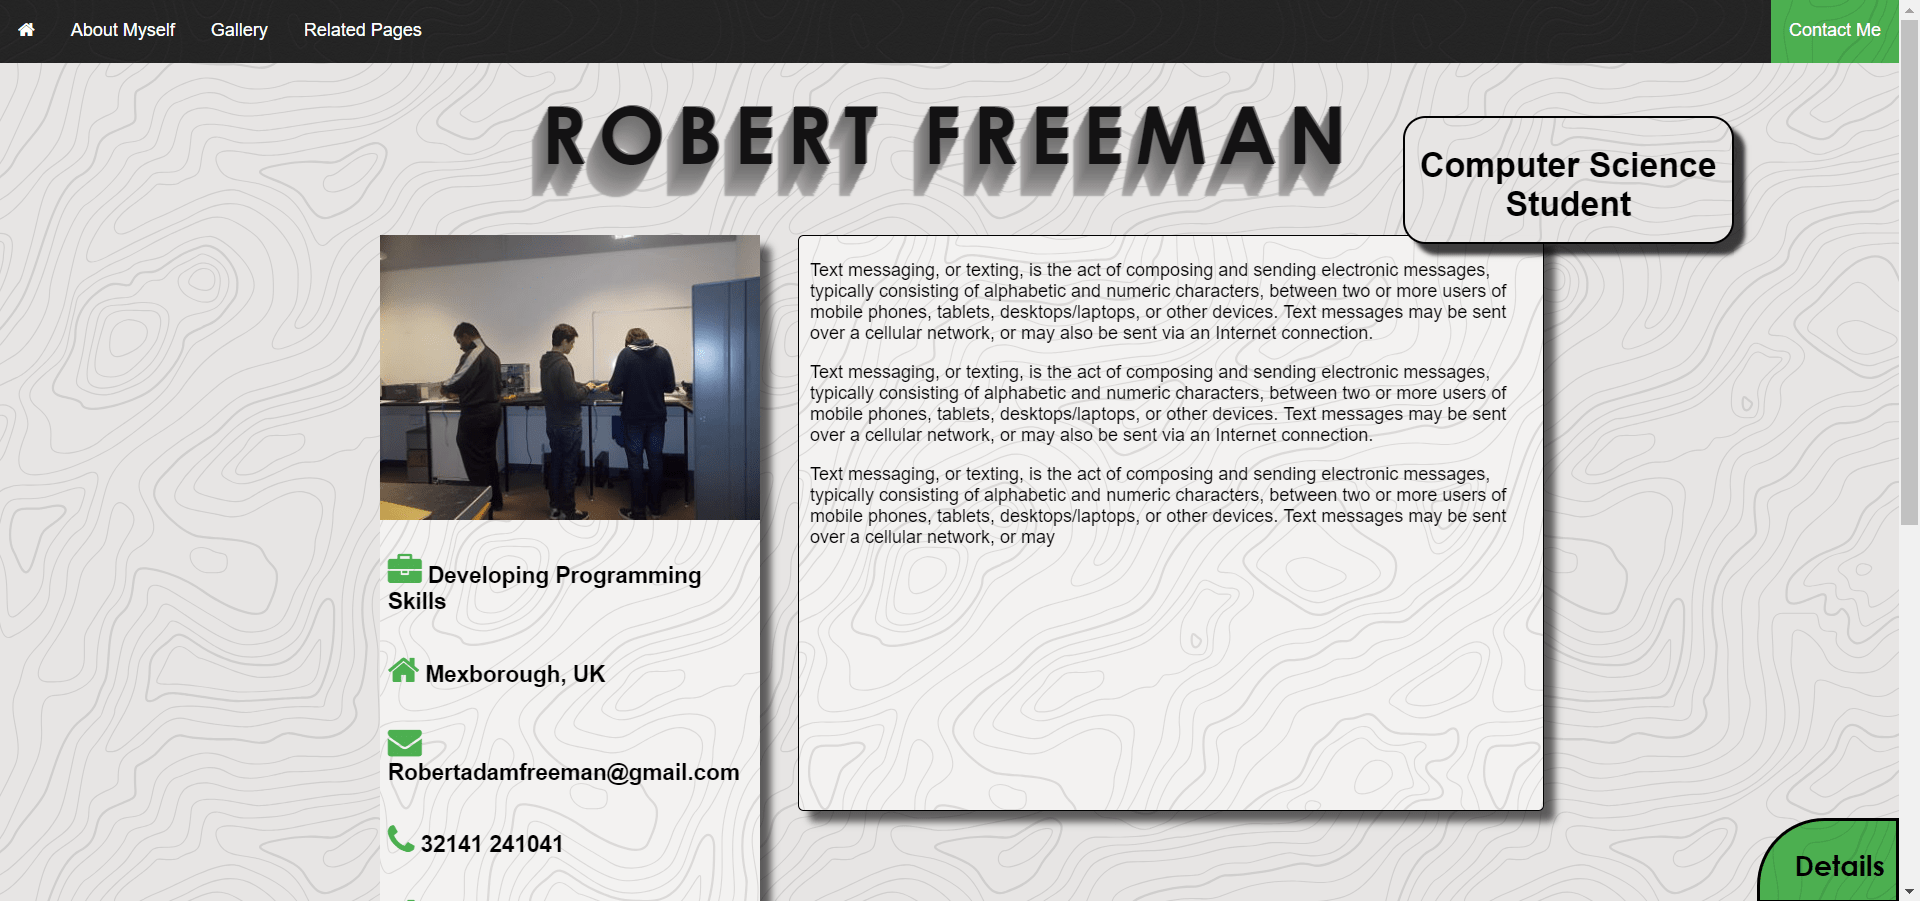 About Myself
Gallery
Related Pages
Contact Me
ROBERT FREEMAN
Computer Science
Student
Text messaging, or texting, is the act of composing and sending electronic messages,
typically consisting of alphabetic and numeric characters, between two or more users of
mobile phones, tablets, desktops/laptops, or other devices. Text messages may be sent
over a cellular network, or may also be sent via an Internet connection.
Text messaging, or texting, is the act of composing and sending electronic messages,
typically consisting of alphabetic and numeric characters, between two or more users of
mobile phones, tablets, desktops/laptops, or other devices. Text messages may be sent
over a cellular network, or may also be sent via an Internet connection.
Text messaging, or texting, is the act of composing and sending electronic messages,
typically consisting of alphabetic and numeric characters, between two or more users of
mobile phones, tablets, desktops/laptops, or other devices. Text messages may be sent
over a cellular network, or may
Developing Programming
Skills
Mexborough, UK
Robertadamfreeman@gmail.com
32141 241041
Details